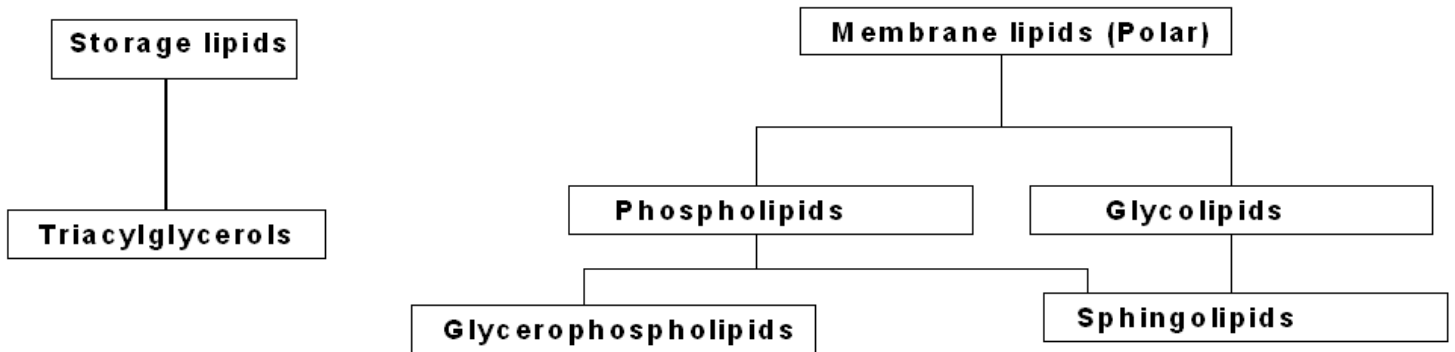 Storage lipids
Membrane lipids (Polar)
Phospholipids
Glycolipids
Triacylglycerols
Glycerophospholipids
Sphingolipids